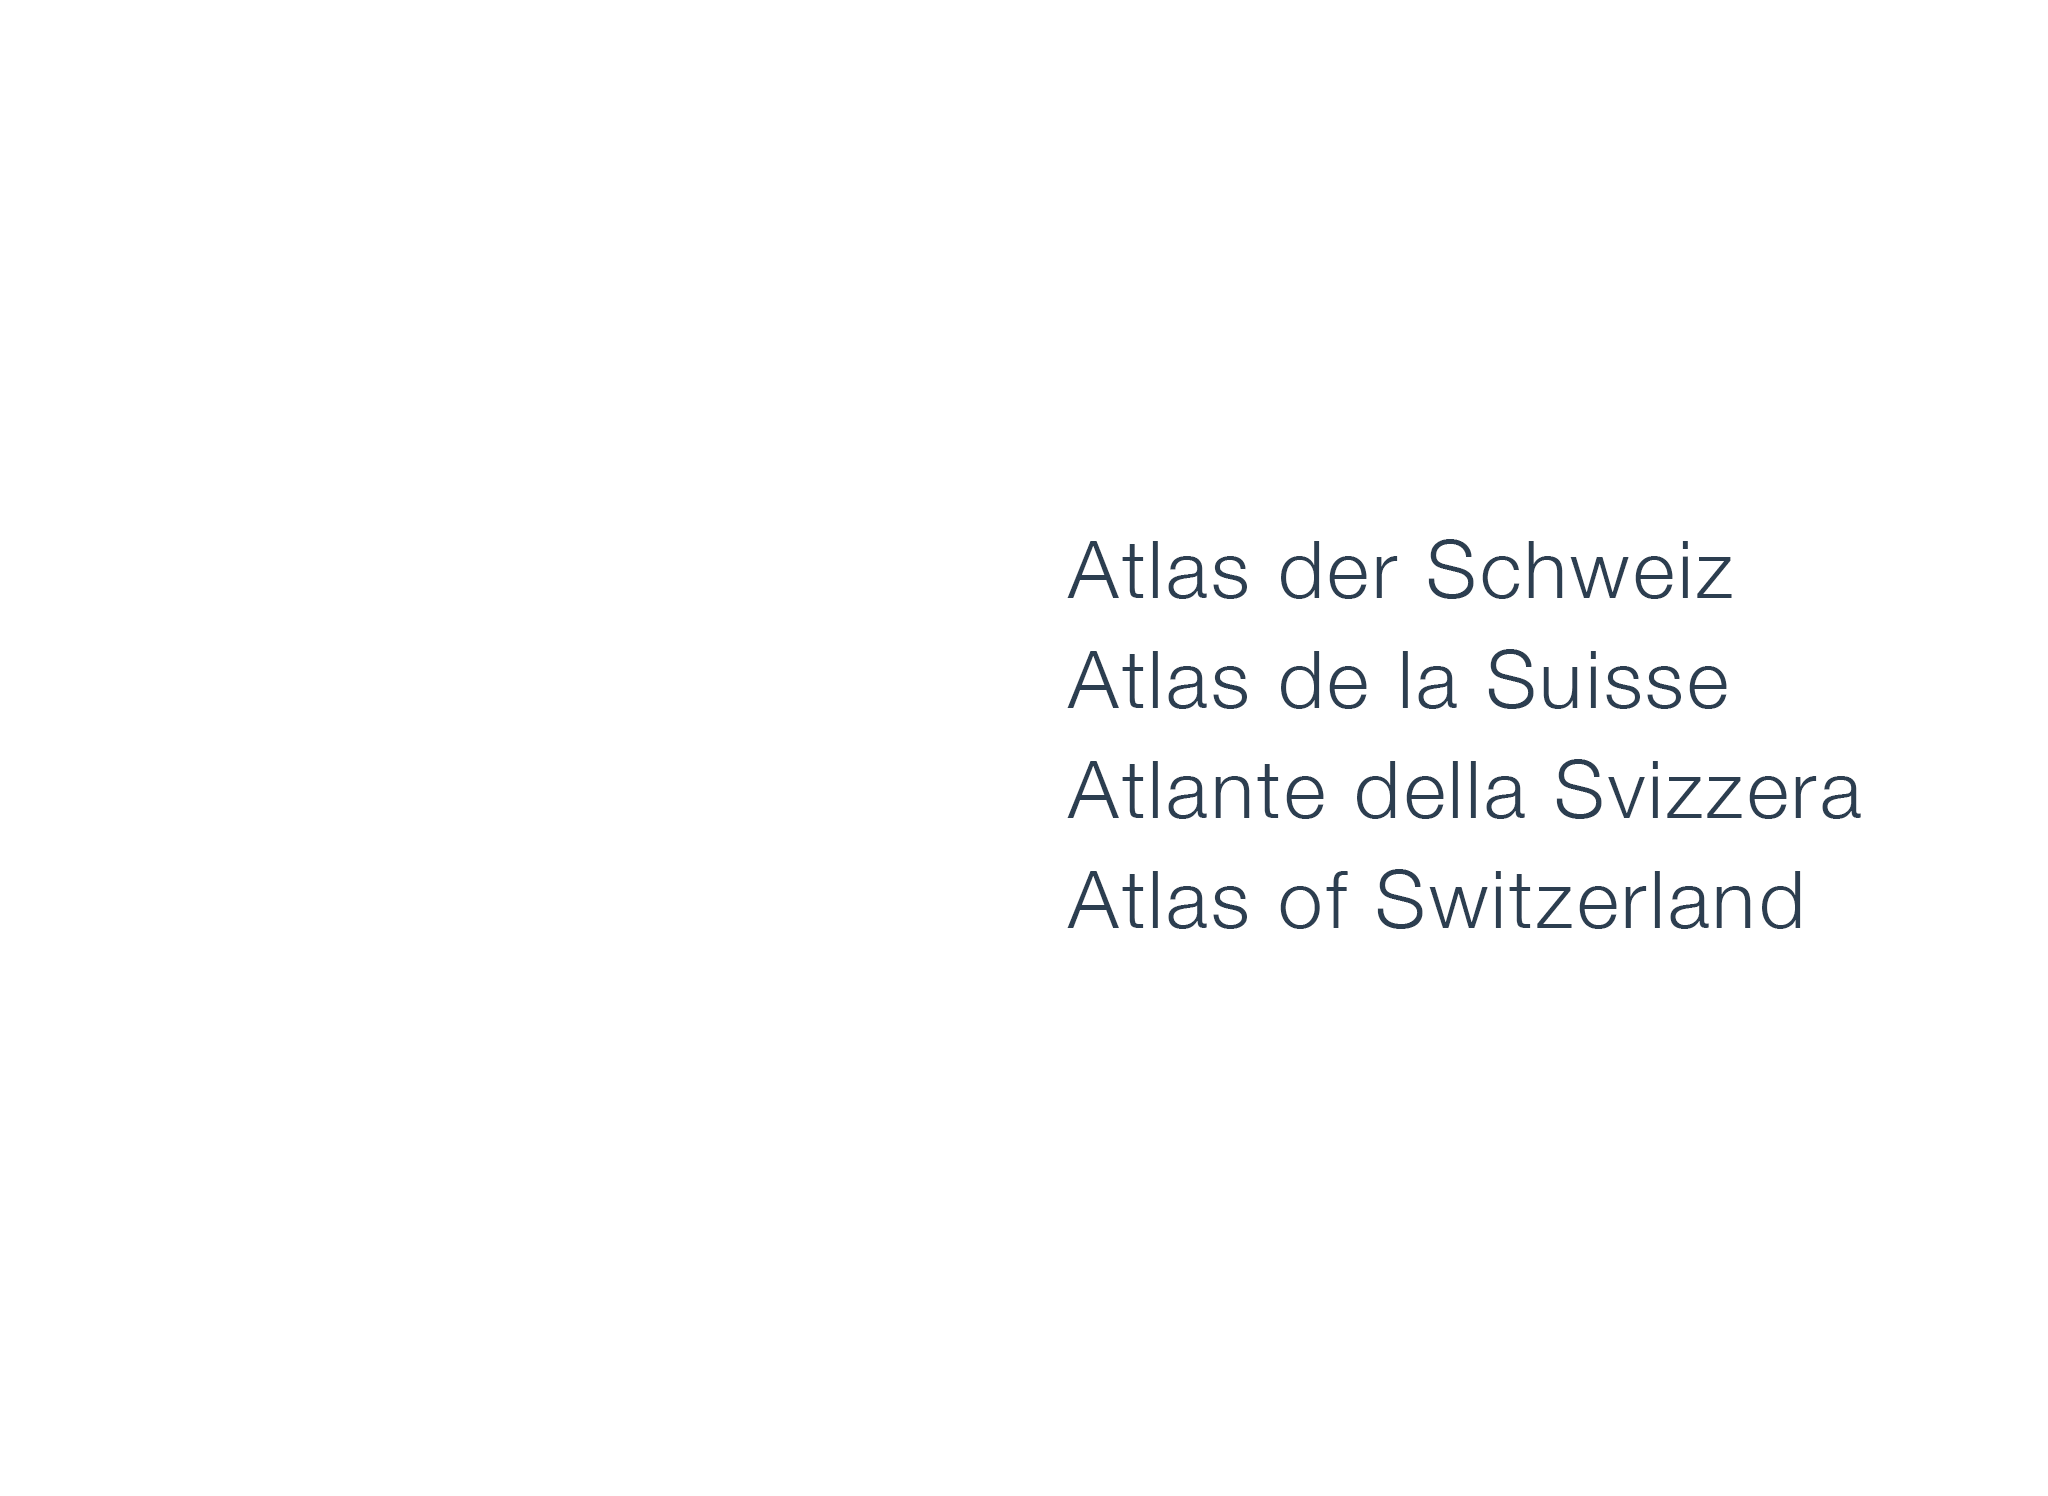 Atlas der Schweiz
Atlas de la Suisse
Atlante della Svizzera
Atlas of Switzerland